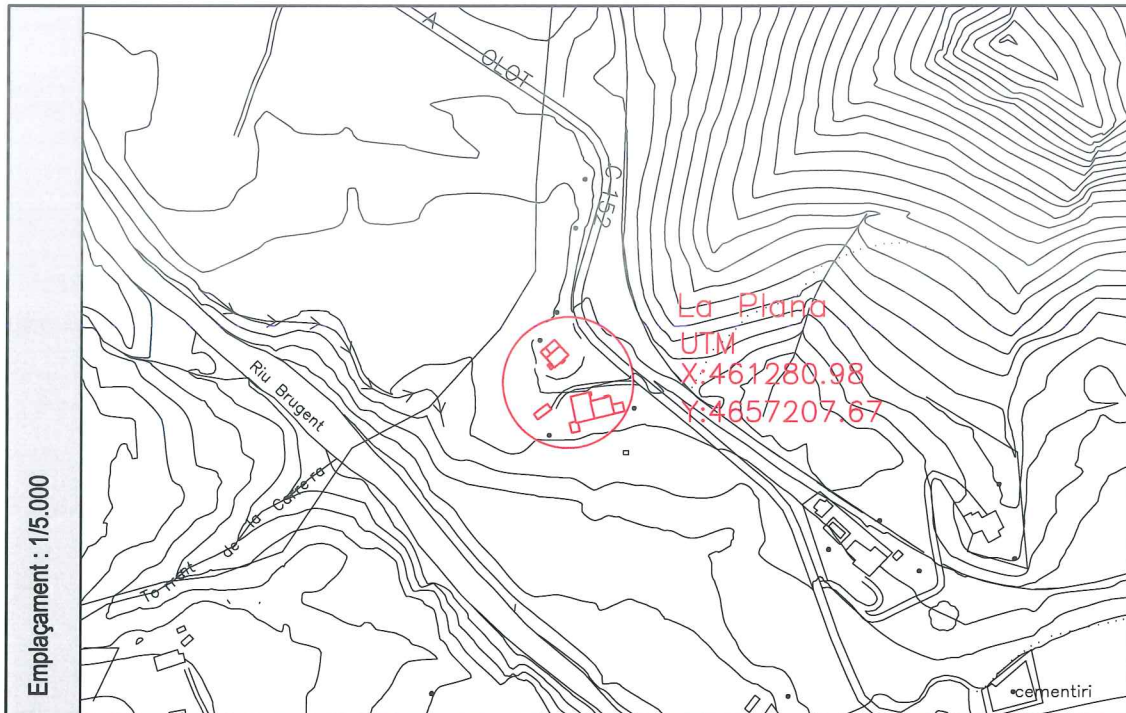 Emplaçament : 1/5.000
A OLOT
C 152
La Plana
UTM
X:461280.98
Y:4657207.67
Riu Brugent
Torrent de la Carrera
cementiri